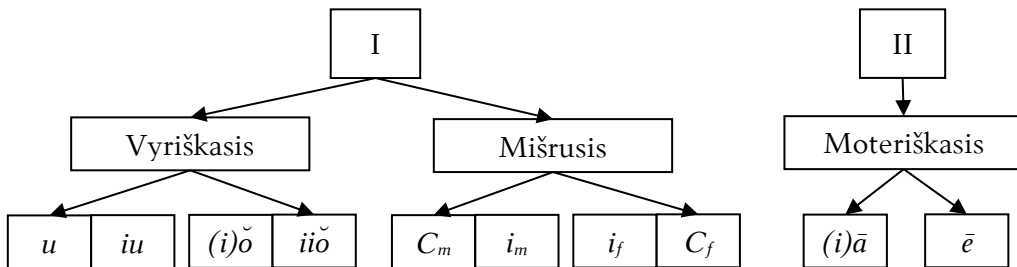 I II
Vyriškasis Mišrusis Moteriškasis
u iu (i)ŏ iiŏ Cm im if Cf (i)ā ē